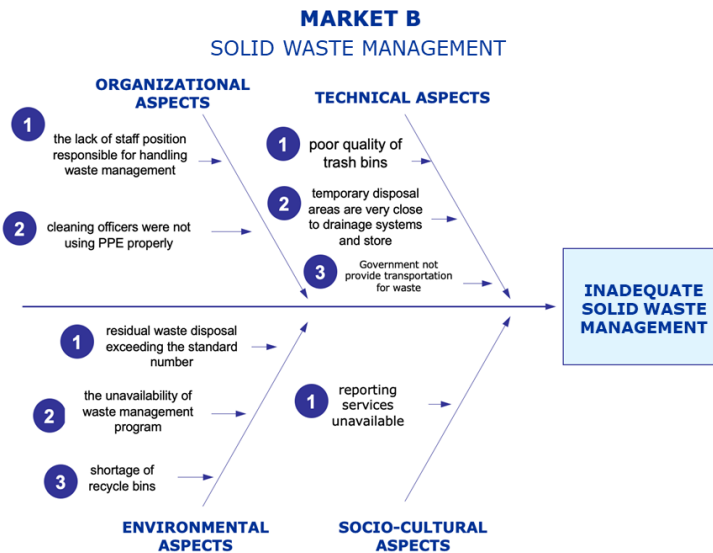 MARKET B
SOLID WASTE MANAGEMENT
ORGANIZATIONAL
ASPECTS
1
the lack of staff position
responsible for handling
waste management
2
cleaning officers were not
using PPE properly
TECHNICAL ASPECTS
1
poor quality of
trash bins
2
temporary disposal
areas are very close
to drainage systems
and store
3
Government not
provide transportation
for waste
INADEQUATE
SOLID WASTE
MANAGEMENT
1
residual waste disposal
exceeding the standard
number
2
the unavailability of
waste management
program
3
shortage of
recycle bins
ENVIRONMENTAL
ASPECTS
1
reporting
services
unavailable
SOCIO-CULTURAL
ASPECTS